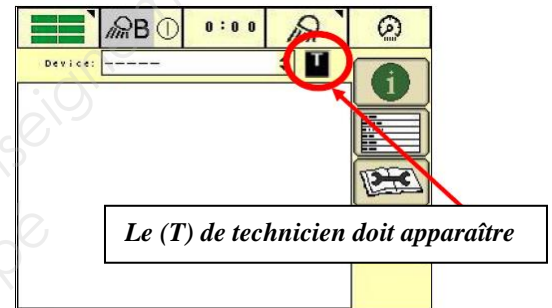 B 0:00
Device: ----- T
i
Le (T) de technicien doit apparaître